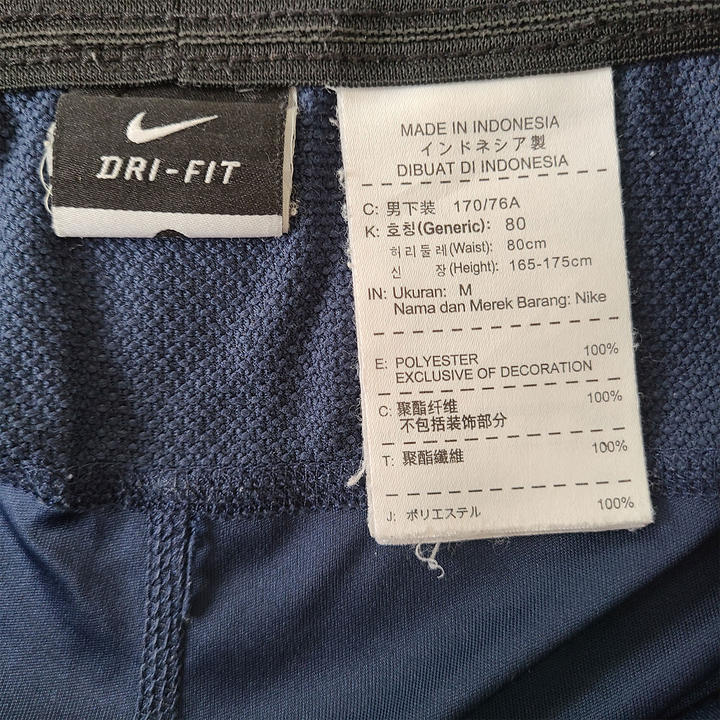 DRI-FIT
MADE IN INDONESIA
インドネシア製
DIBUAT DI INDONESIA
C: 男下装 170/76A
K: 호칭(Generic): 80
허리둘레(Waist): 80cm
신 장(Height): 165-175cm
IN: Ukuran: M
Nama dan Merek Barang: Nike
E: POLYESTER 100%
EXCLUSIVE OF DECORATION
C: 聚酯纤维 100%
不包括装饰部分
T: 聚酯纖維 100%
J: ポリエステル 100%